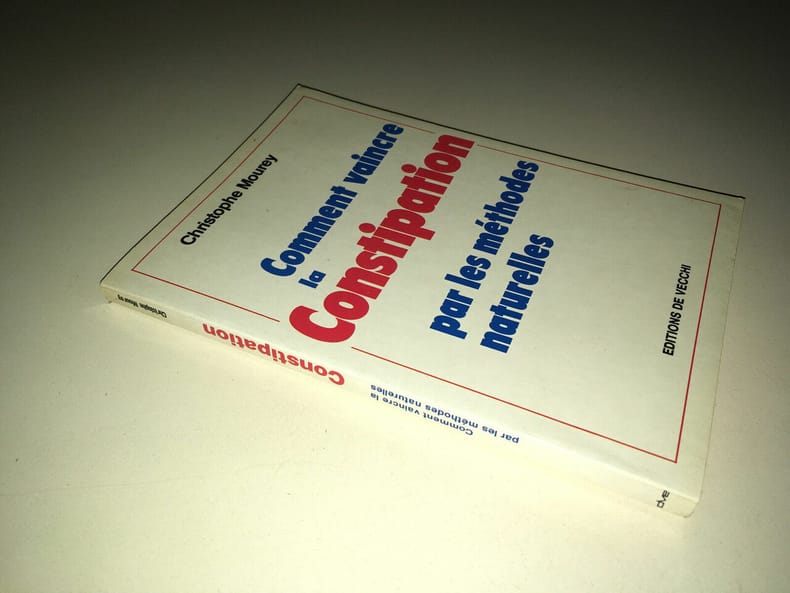 Christophe Mourey
Comment vaincre
la
Constipation
par les méthodes
naturelles
EDITIONS DE VECCHI
Christophe Mourey
Constipation
Comment vaincre la
par les méthodes naturelles
dve